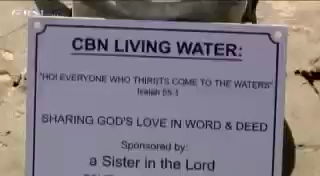 CBN LIVING WATER:
"HO! EVERYONE WHO THIRSTS COME TO THE WATERS"
Isaiah 55:1
SHARING GOD'S LOVE IN WORD & DEED
Sponsored by:
a Sister in the Lord